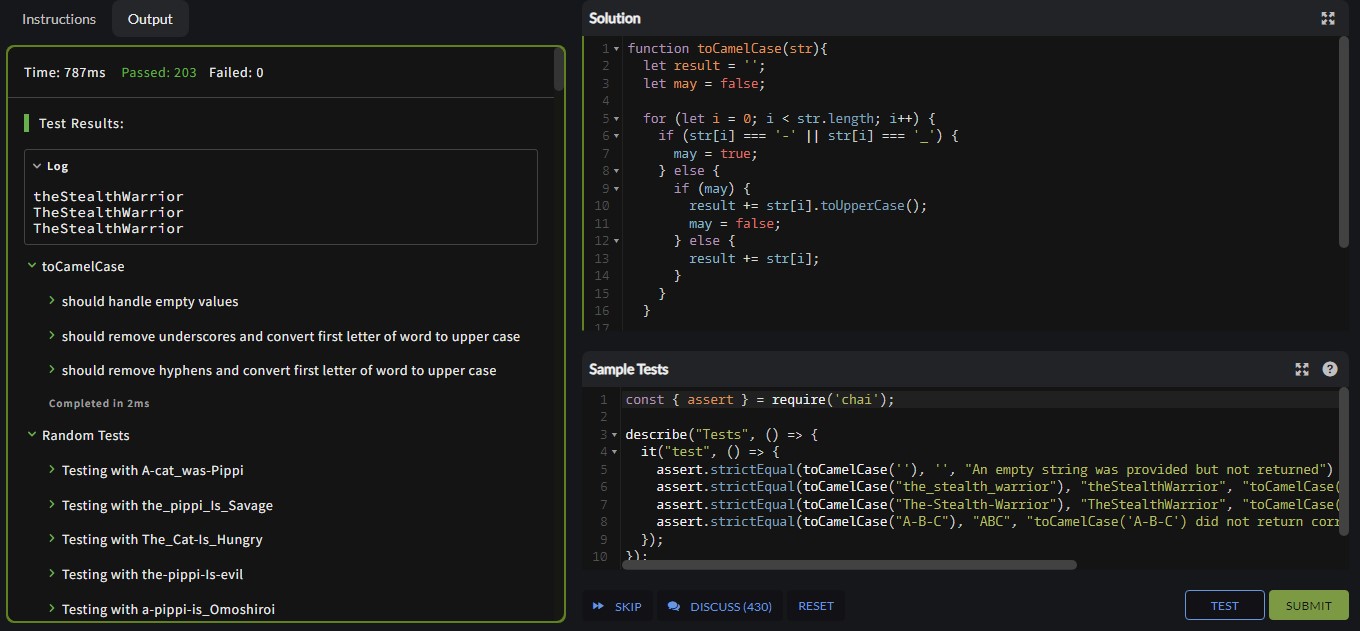 Instructions
Output
Time: 787ms Passed: 203 Failed: 0
Test Results:
Log
theStealthWarrior
TheStealthWarrior
TheStealthWarrior
toCamelCase
should handle empty values
should remove underscores and convert first letter of word to upper case
should remove hyphens and convert first letter of word to upper case
Completed in 2ms
Random Tests
Testing with A-cat_was-Pippi
Testing with the_pippi_Is_Savage
Testing with The_Cat-Is_Hungry
Testing with the-pippi-Is-evil
Testing with a-pippi-is_Omoshiroi
Solution
1 function toCamelCase(str){
2 let result = '';
3 let may = false;
4
5 for (let i = 0; i < str.length; i++) {
6 if (str[i] === '-' || str[i] === '_') {
7 may = true;
8 } else {
9 if (may) {
10 result += str[i].toUpperCase();
11 may = false;
12 } else {
13 result += str[i];
14 }
15 }
16 }
17
Sample Tests
?
1 const { assert } = require('chai');
2
3 describe("Tests", () => {
4 it("test", () => {
5 assert.strictEqual(toCamelCase(''), '', "An empty string was provided but not returned")
6 assert.strictEqual(toCamelCase("the_stealth_warrior"), "theStealthWarrior", "toCamelCase(
7 assert.strictEqual(toCamelCase("The-Stealth-Warrior"), "TheStealthWarrior", "toCamelCase(
8 assert.strictEqual(toCamelCase("A-B-C"), "ABC", "toCamelCase('A-B-C') did not return corr
9 });
10 });
SKIP
DISCUSS (430)
RESET
TEST
SUBMIT